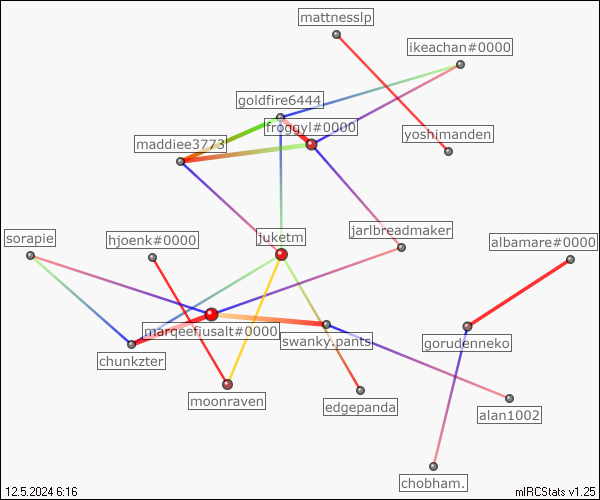 mattnesslp
ikeachan#0000
goldfire6444
froggyl#0000
yoshimanden
maddiee3773
sorapie
hjoenk#0000
juketm
jarlbreadmaker
albamare#0000
marqeefiusalt#0000
swanky.pants
gorudenneko
chunkzter
moonraven
edgepanda
alan1002
chobham.
12.5.2024 6:16
mIRCStats v1.25